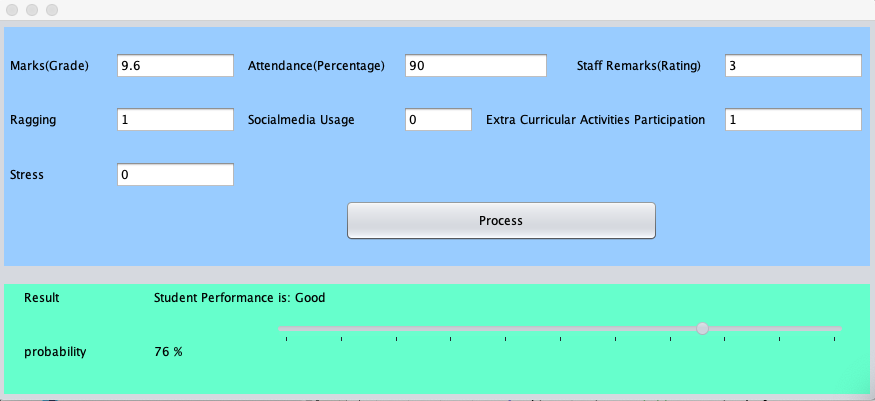 Marks(Grade) 9.6 Attendance(Percentage) 90 Staff Remarks(Rating) 3
Ragging 1 Socialmedia Usage 0 Extra Curricular Activities Participation 1
Stress 0
Process
Result Student Performance is: Good
probability 76 %